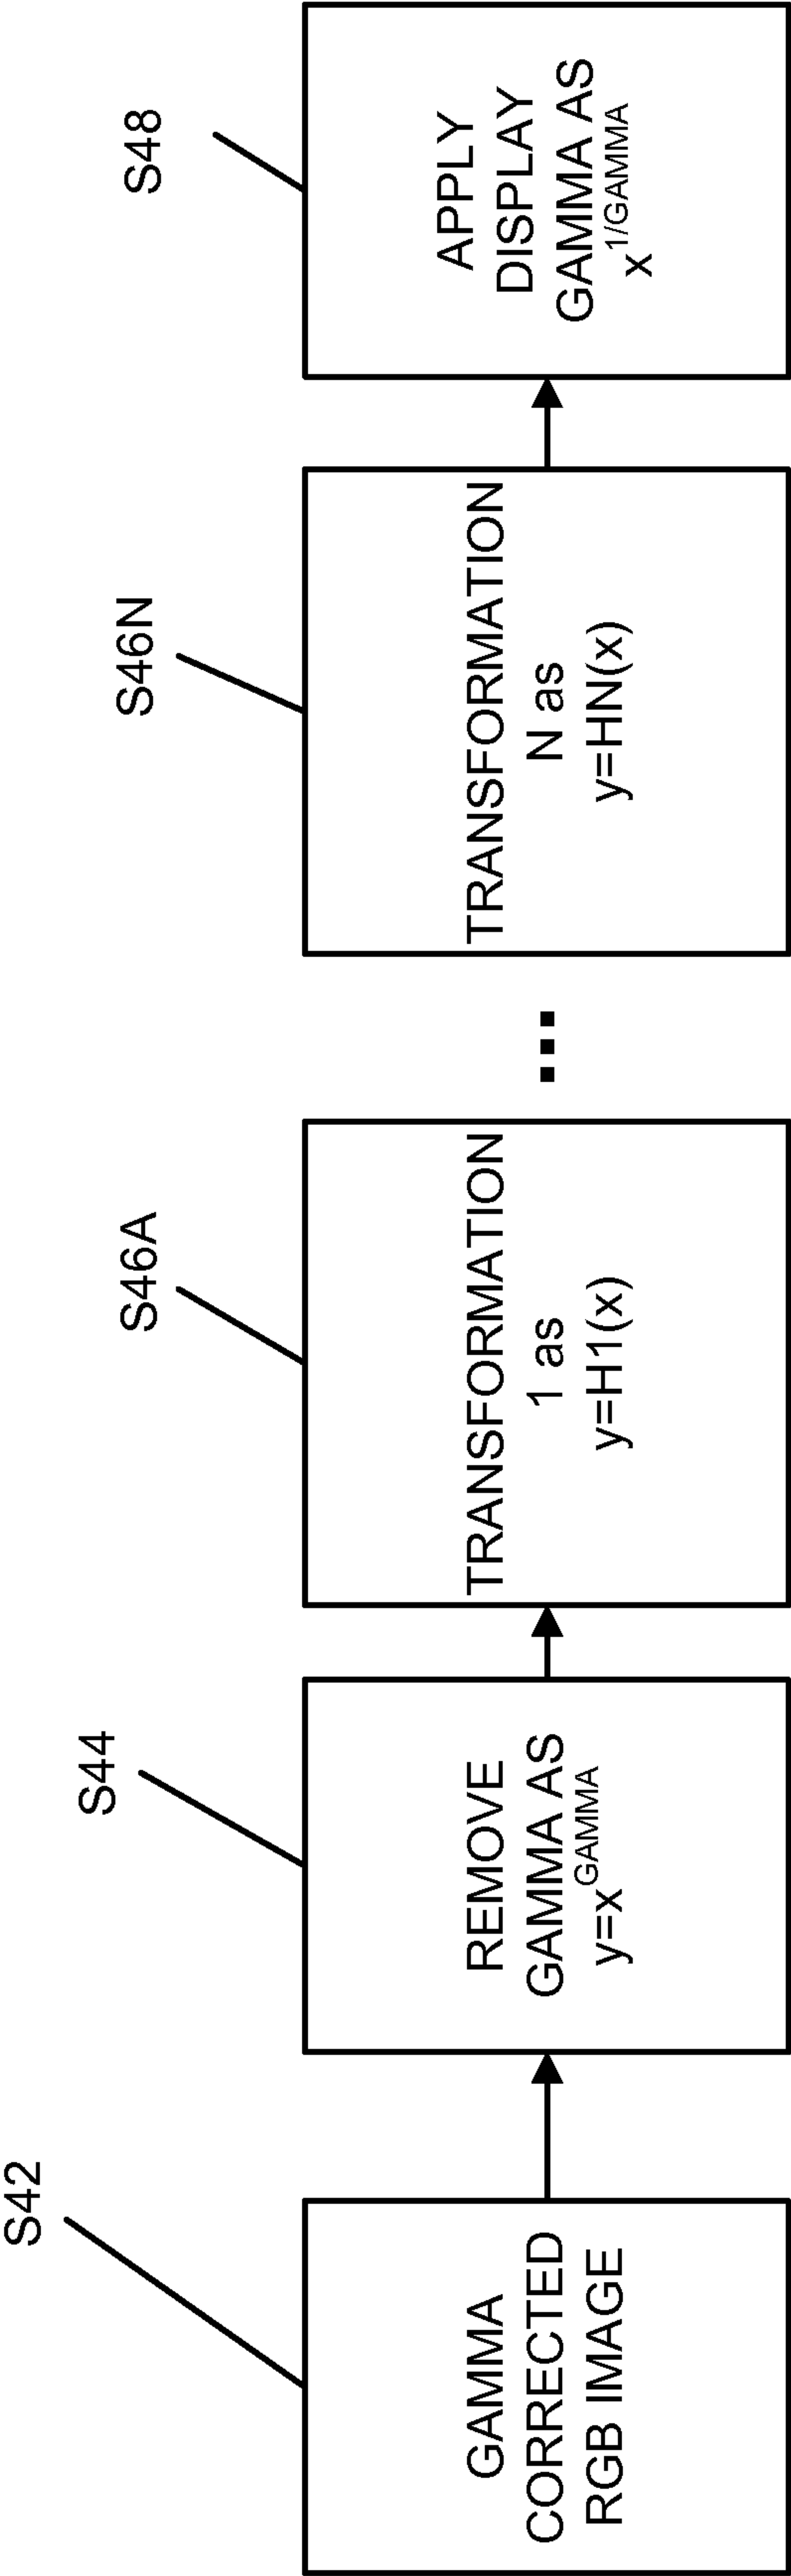 S42
GAMMA
CORRECTED
RGB IMAGE
S44
REMOVE
GAMMA AS
y=x^GAMMA
S46A
TRANSFORMATION
1 as
y=H1(x)
...
S46N
TRANSFORMATION
N as
y=HN(x)
S48
APPLY
DISPLAY
GAMMA AS
x^1/GAMMA